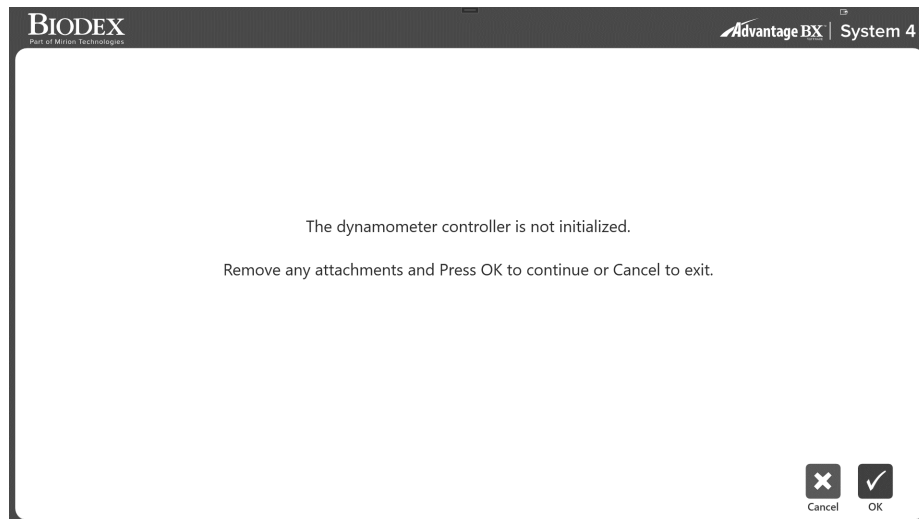 BIODEX
Part of Mirion Technologies
Advantage BX System 4
The dynamometer controller is not initialized.
Remove any attachments and Press OK to continue or Cancel to exit.
Cancel OK